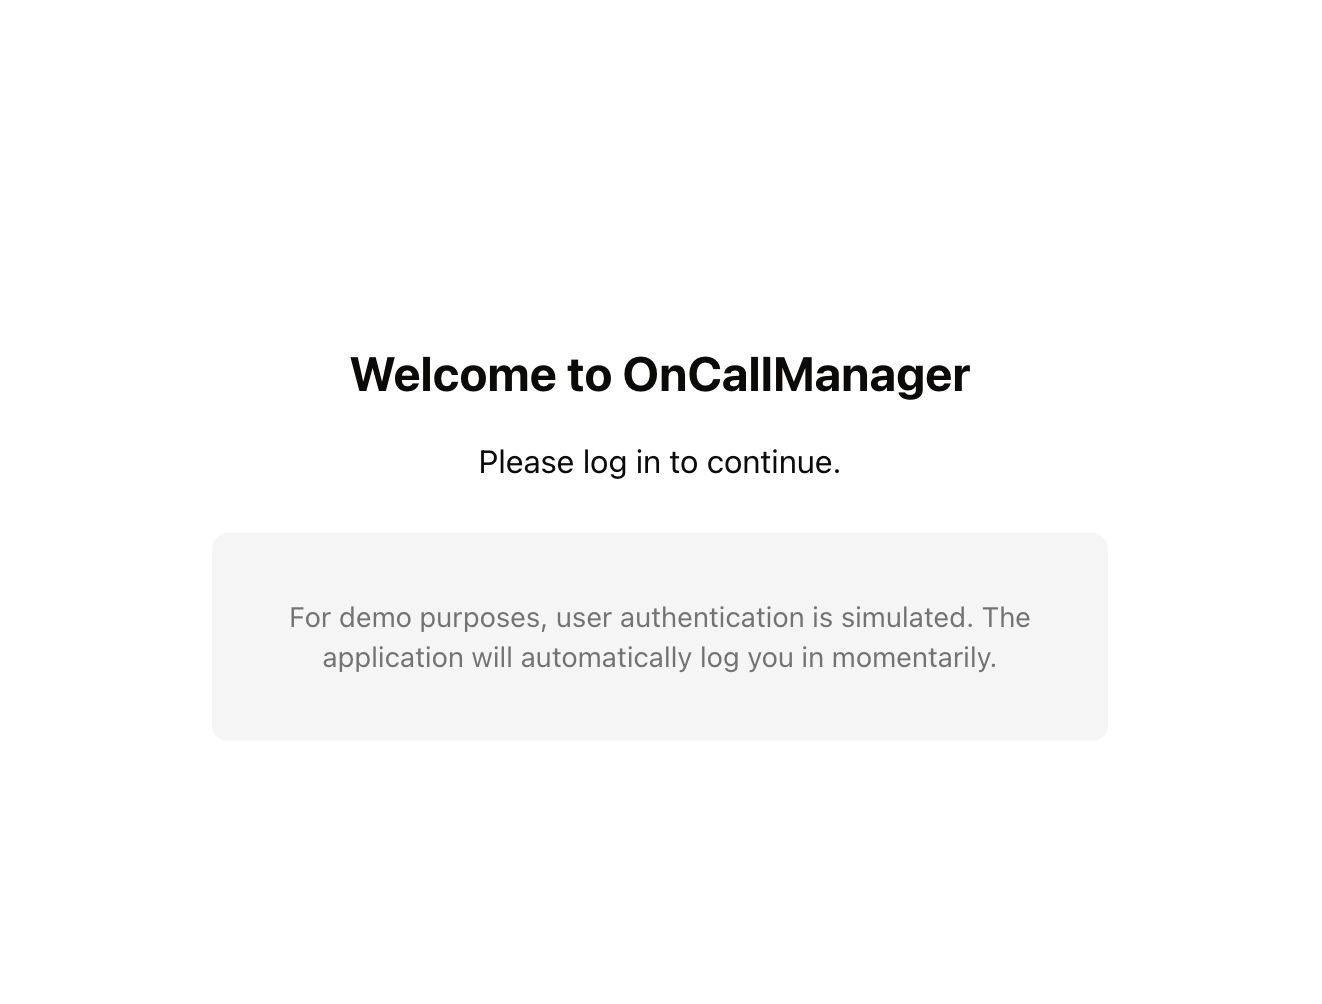 Welcome to OnCallManager
Please log in to continue.
For demo purposes, user authentication is simulated. The
application will automatically log you in momentarily.